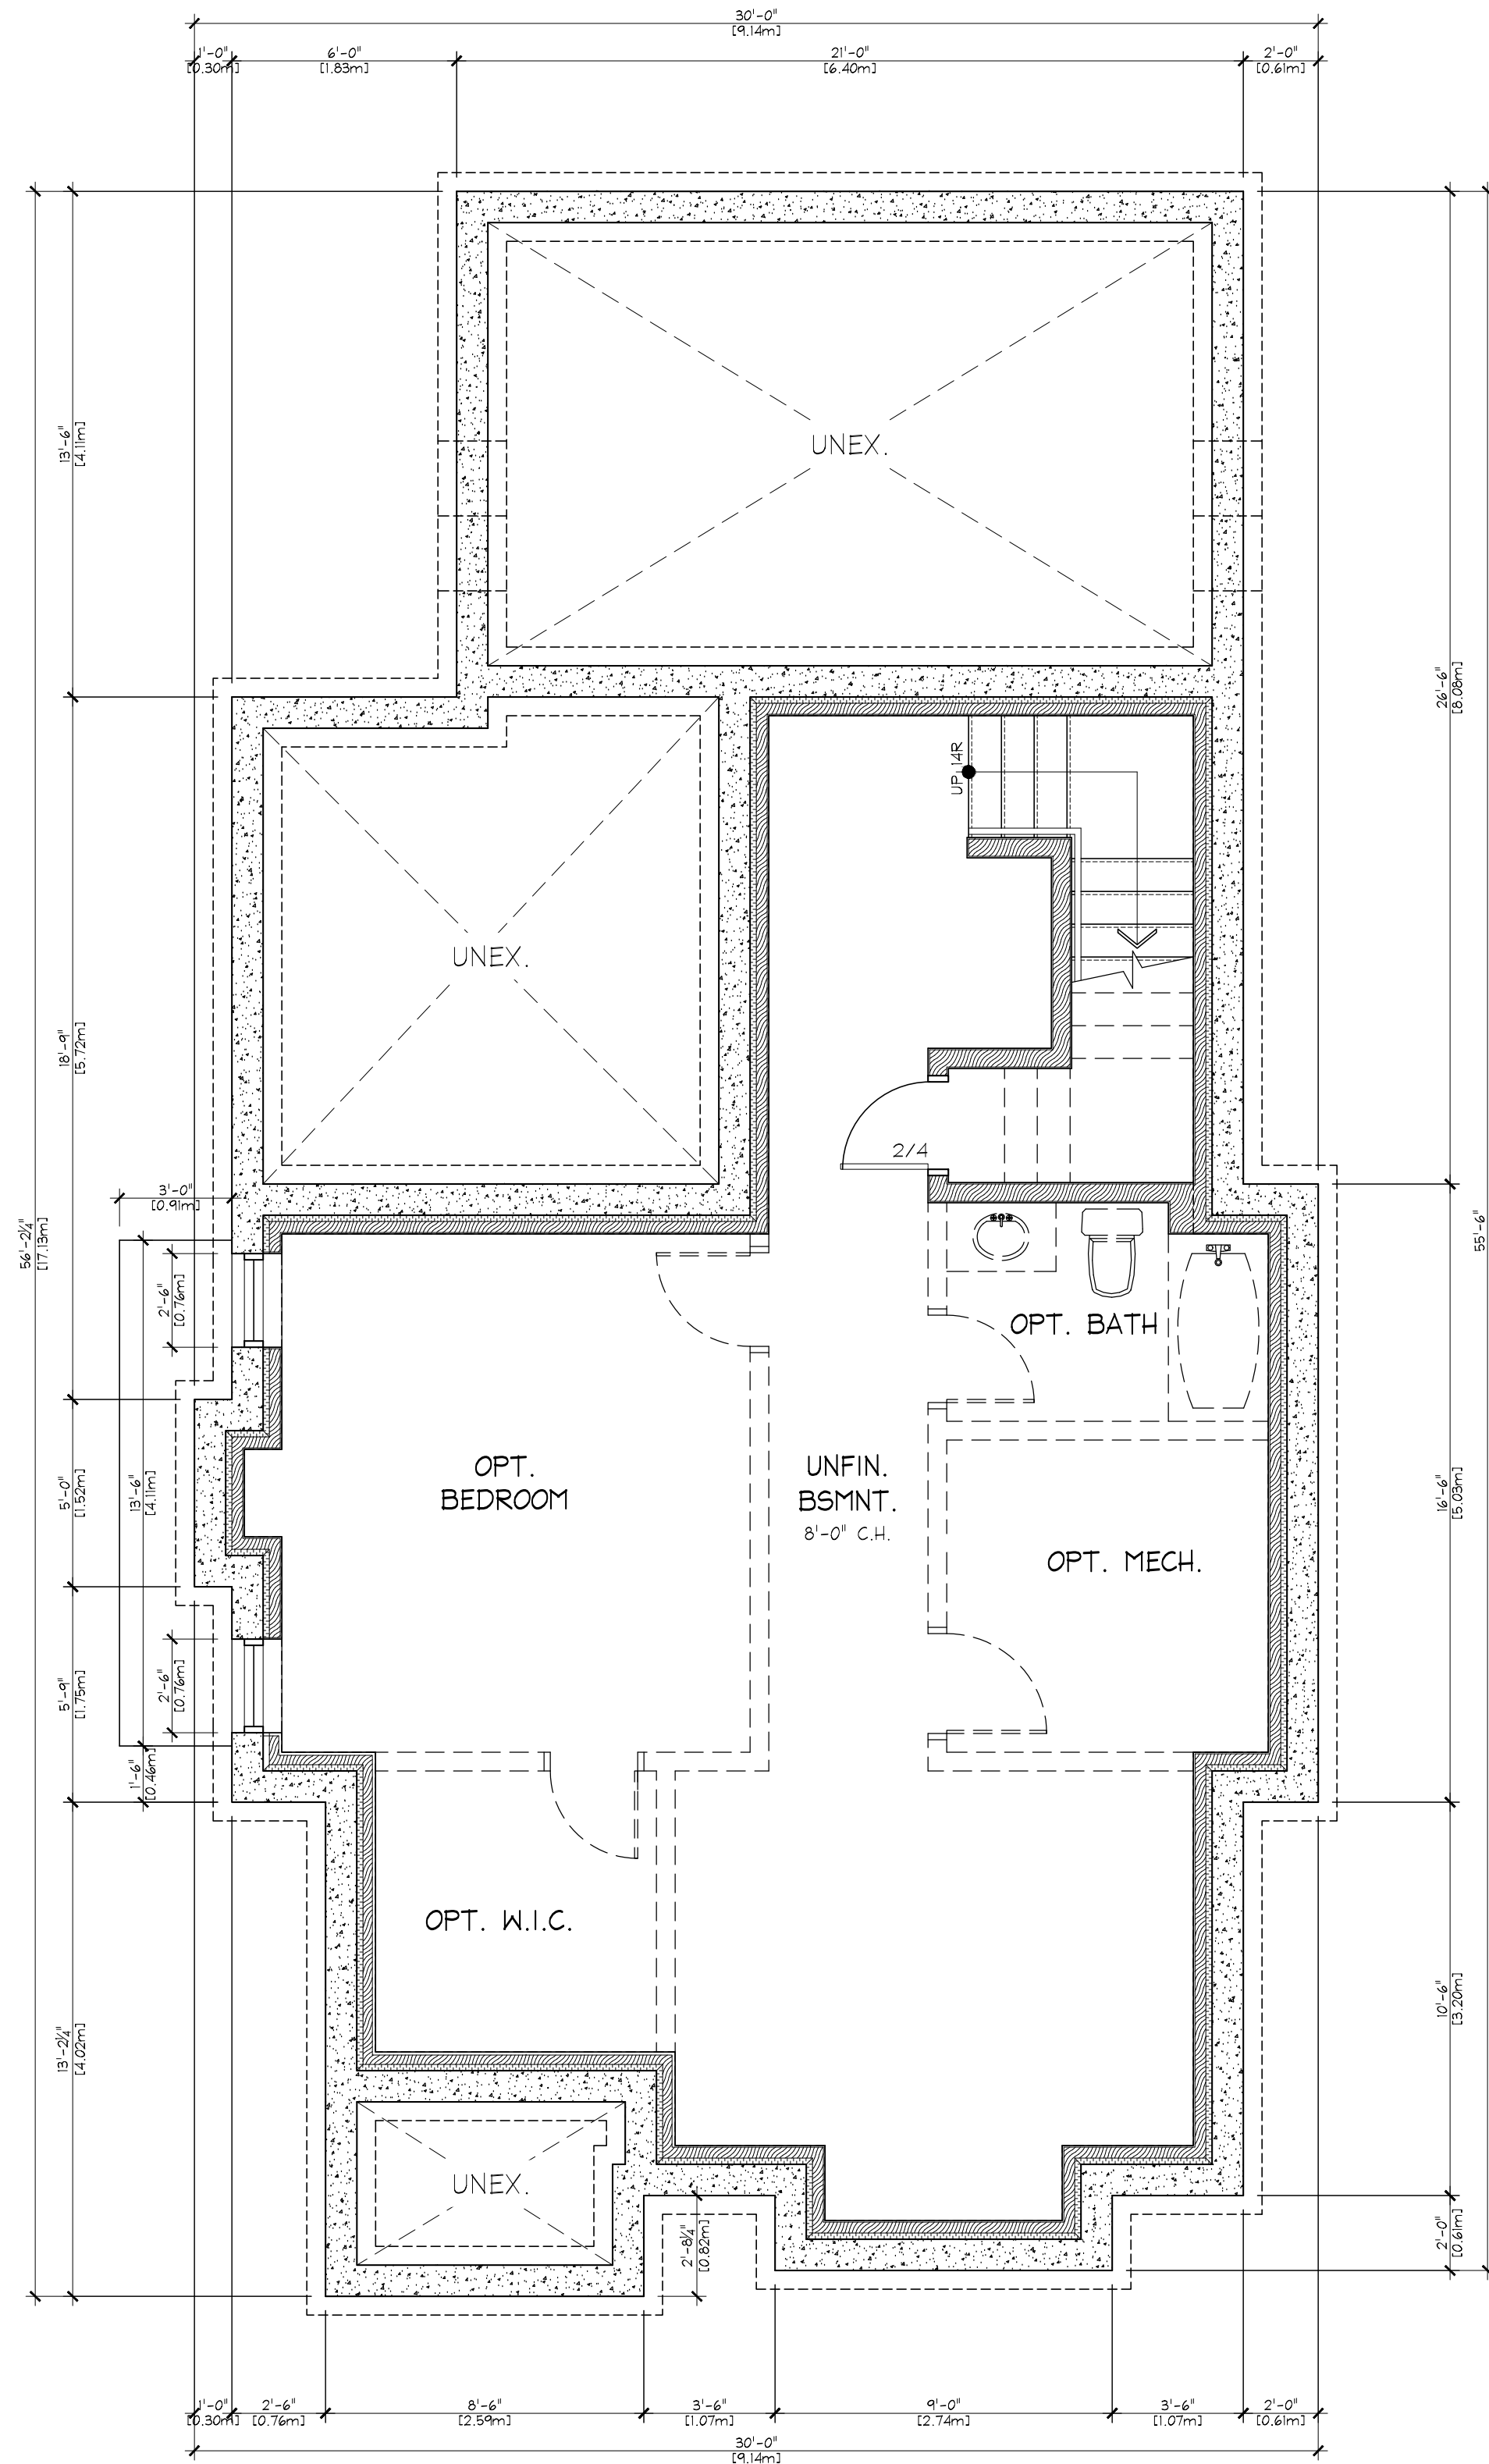 30'-0"
[9.14m]
1'-0"
[0.30m]
6'-0"
[1.83m]
21'-0"
[6.40m]
2'-0"
[0.61m]
13'-6"
[4.11m]
UNEX.
26'-6"
[8.08m]
UP 14R
UNEX.
18'-9"
[5.72m]
2/4
3'-0"
[0.91m]
56'-2¼"
[17.13m]
55'-6"
2'-6"
[0.76m]
OPT. BATH
OPT.
BEDROOM
UNFIN.
BSMNT.
8'-0" C.H.
5'-0"
[1.52m]
13'-6"
[4.11m]
16'-6"
[5.03m]
OPT. MECH.
5'-9"
[1.75m]
2'-6"
[0.76m]
1'-6"
[0.46m]
OPT. W.I.C.
13'-2¼"
[4.02m]
10'-6"
[3.20m]
UNEX.
2'-8¼"
[0.82m]
2'-0"
[0.61m]
1'-0"
[0.30m]
2'-6"
[0.76m]
8'-6"
[2.59m]
3'-6"
[1.07m]
9'-0"
[2.74m]
3'-6"
[1.07m]
2'-0"
[0.61m]
30'-0"
[9.14m]